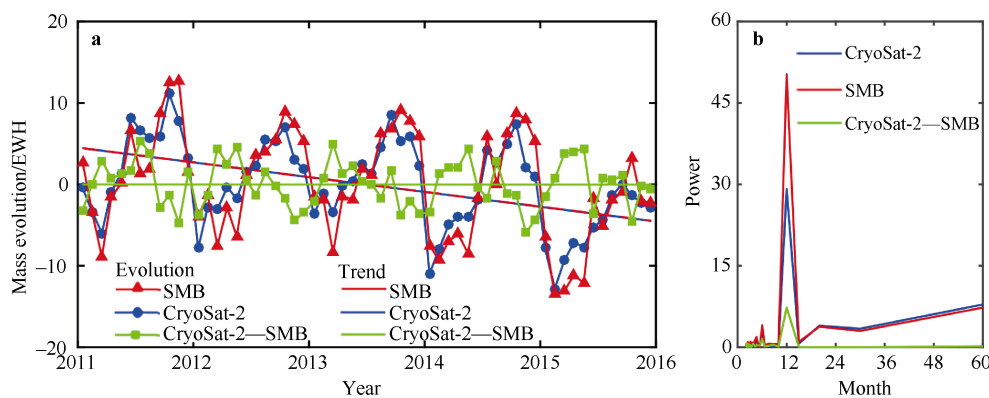 a
Mass evolution/EWH
20
10
0
−10
−20
Evolution
SMB
CryoSat-2
CryoSat-2—SMB
Trend
SMB
CryoSat-2
CryoSat-2—SMB
2011 2012 2013 2014 2015 2016
Year
b
Power
60
45
30
15
0
CryoSat-2
SMB
CryoSat-2—SMB
0 12 24 36 48 60
Month